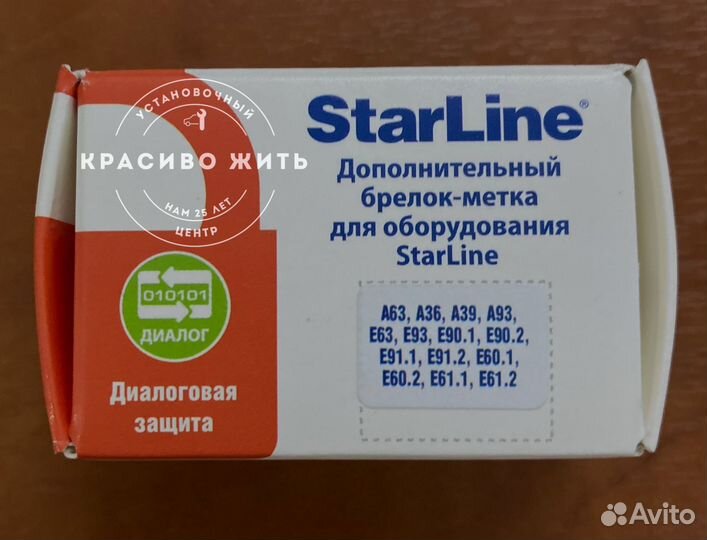 УСТАНОВОЧНЫЙ
КРАСИВО ЖИТЬ
НАМ 25 ЛЕТ
ЦЕНТР
StarLine®
Дополнительный
брелок-метка
для оборудования
StarLine
010101
ДИАЛОГ
Диалоговая
защита
A63, A36, A39, A93,
E63, E93, E90.1, E90.2,
E91.1, E91.2, E60.1,
E60.2, E61.1, E61.2
Avito